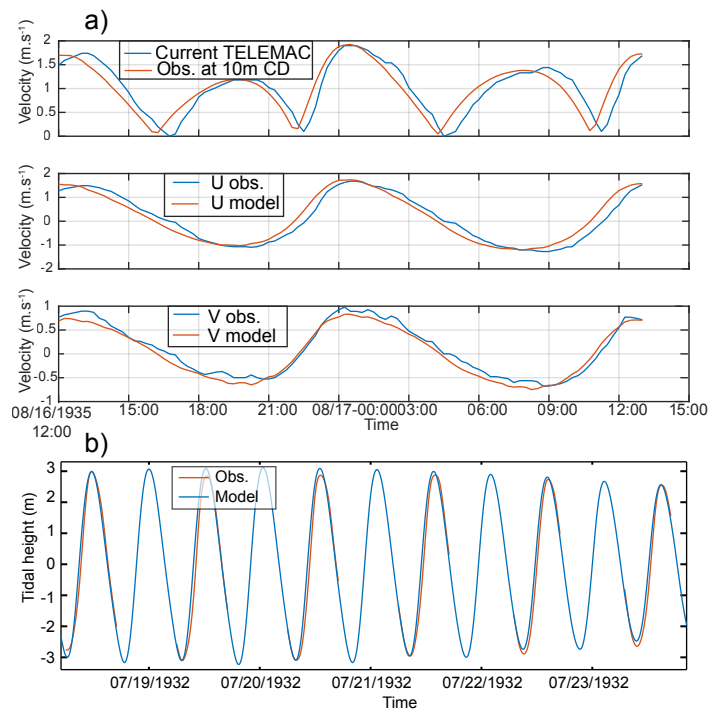 a)
Velocity (m.s⁻¹)
2
1.5
1
0.5
0
Current TELEMAC
Obs. at 10m CD
Velocity (m.s⁻¹)
2
1
0
-1
-2
U obs.
U model
Velocity (m.s⁻¹)
1
0.5
0
-0.5
-1
V obs.
V model
08/16/1935 15:00 18:00 21:00 08/17-00:0003:00 06:00 09:00 12:00 15:00
12:00
Time
b)
Tidal height (m)
3
2
1
0
-1
-2
-3
Obs.
Model
07/19/1932 07/20/1932 07/21/1932 07/22/1932 07/23/1932
Time